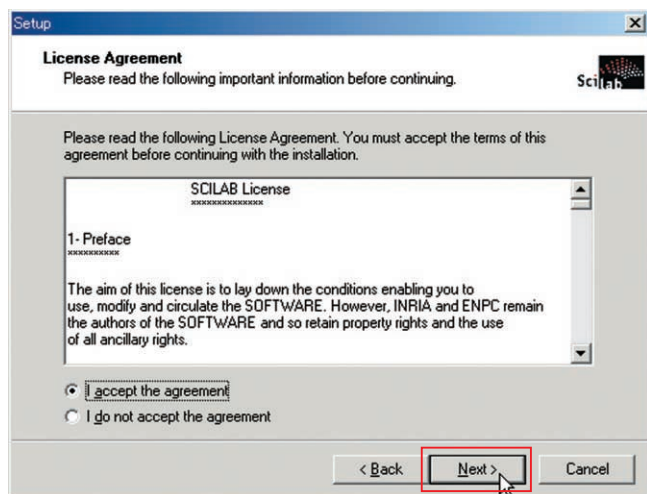 Setup
License Agreement
Please read the following important information before continuing.
Scilab
Please read the following License Agreement. You must accept the terms of this
agreement before continuing with the installation.
SCILAB License
xxxxxxxxxxxxxx
1- Preface
xxxxxxxxxx
The aim of this license is to lay down the conditions enabling you to
use, modify and circulate the SOFTWARE. However, INRIA and ENPC remain
the authors of the SOFTWARE and so retain property rights and the use
of all ancillary rights.
I accept the agreement
I do not accept the agreement
< Back Next > Cancel